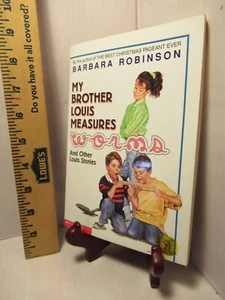 By the author of THE BEST CHRISTMAS PAGEANT EVER
BARBARA ROBINSON
MY
BROTHER
LOUIS
MEASURES
worms
And Other
Louis Stories
Do you have it all covered?
LOWE'S